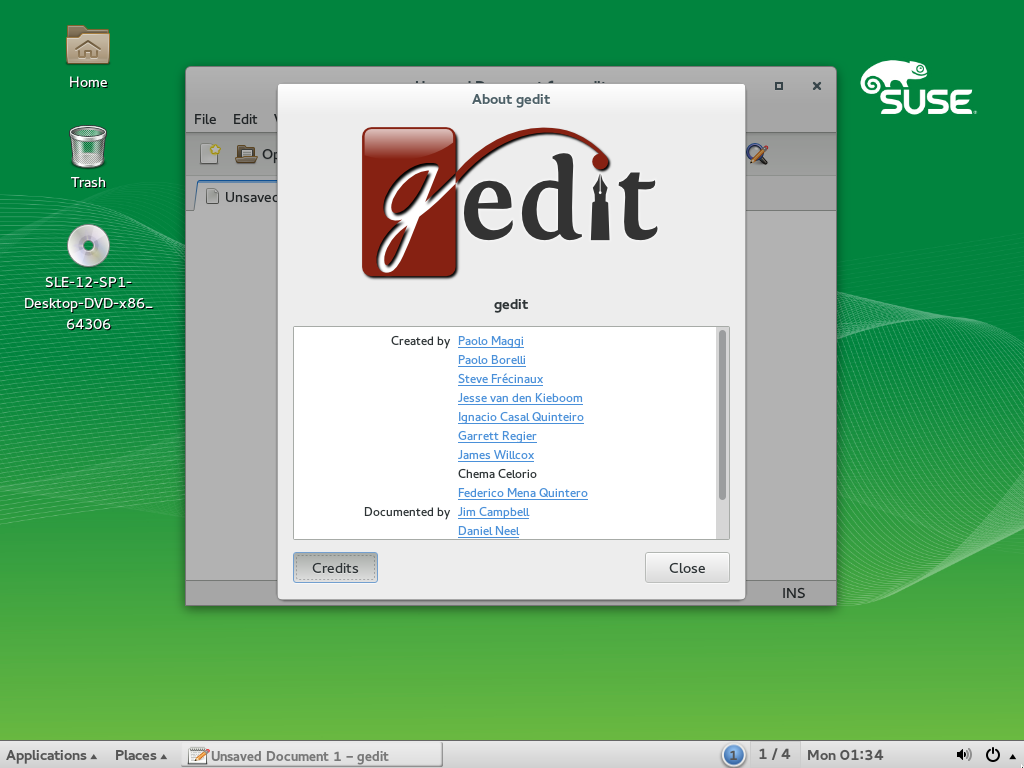 Home
Trash
SLE-12-SP1-
Desktop-DVD-x86_
64306
SUSE
File Edit
Unsaved
About gedit
gedit
gedit
Created by Paolo Maggi
Paolo Borelli
Steve Frécinaux
Jesse van den Kieboom
Ignacio Casal Quinteiro
Garrett Regier
James Willcox
Chema Celorio
Federico Mena Quintero
Documented by Jim Campbell
Daniel Neel
Credits Close
INS
Applications Places Unsaved Document 1 – gedit 1 1 / 4 Mon 01:34